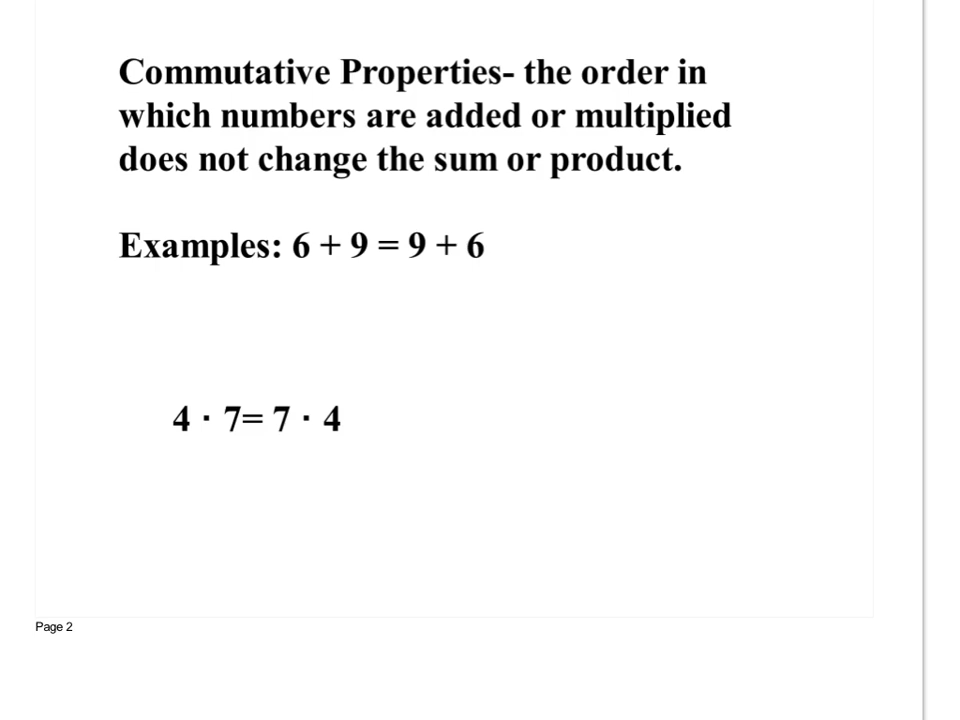 Commutative Properties- the order in
which numbers are added or multiplied
does not change the sum or product.
Examples: 6 + 9 = 9 + 6
4 · 7= 7 · 4
Page 2